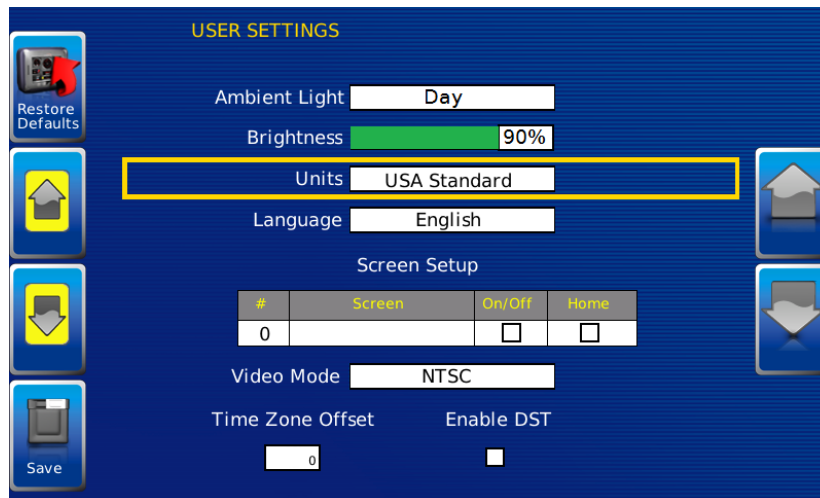 USER SETTINGS
Restore
Defaults
Ambient Light Day
Brightness 90%
Units USA Standard
Language English
Screen Setup
# Screen On/Off Home
0
Video Mode NTSC
Time Zone Offset Enable DST
0
Save